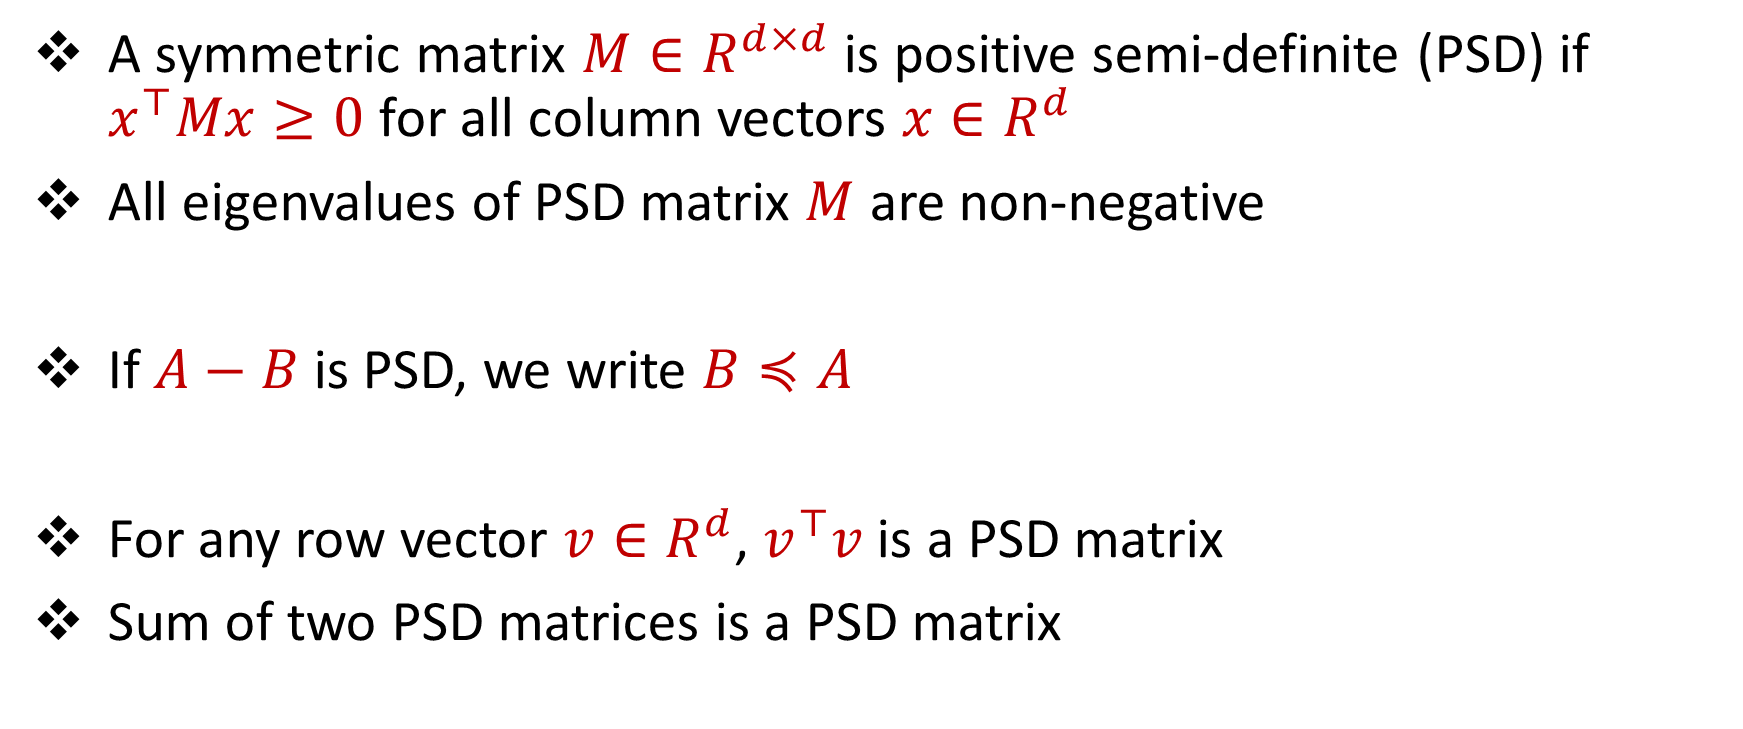 ❖ A symmetric matrix M ∈ R^{d×d} is positive semi-definite (PSD) if
x^⊤Mx ≥ 0 for all column vectors x ∈ R^d
❖ All eigenvalues of PSD matrix M are non-negative
❖ If A − B is PSD, we write B ≼ A
❖ For any row vector v ∈ R^d, v^⊤v is a PSD matrix
❖ Sum of two PSD matrices is a PSD matrix